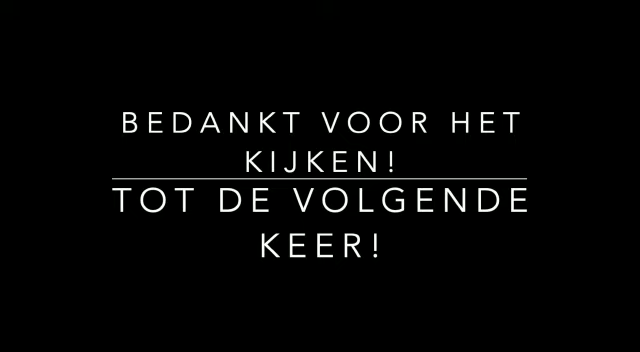 BEDANKT VOOR HET
KIJKEN!
TOT DE VOLGENDE
KEER!